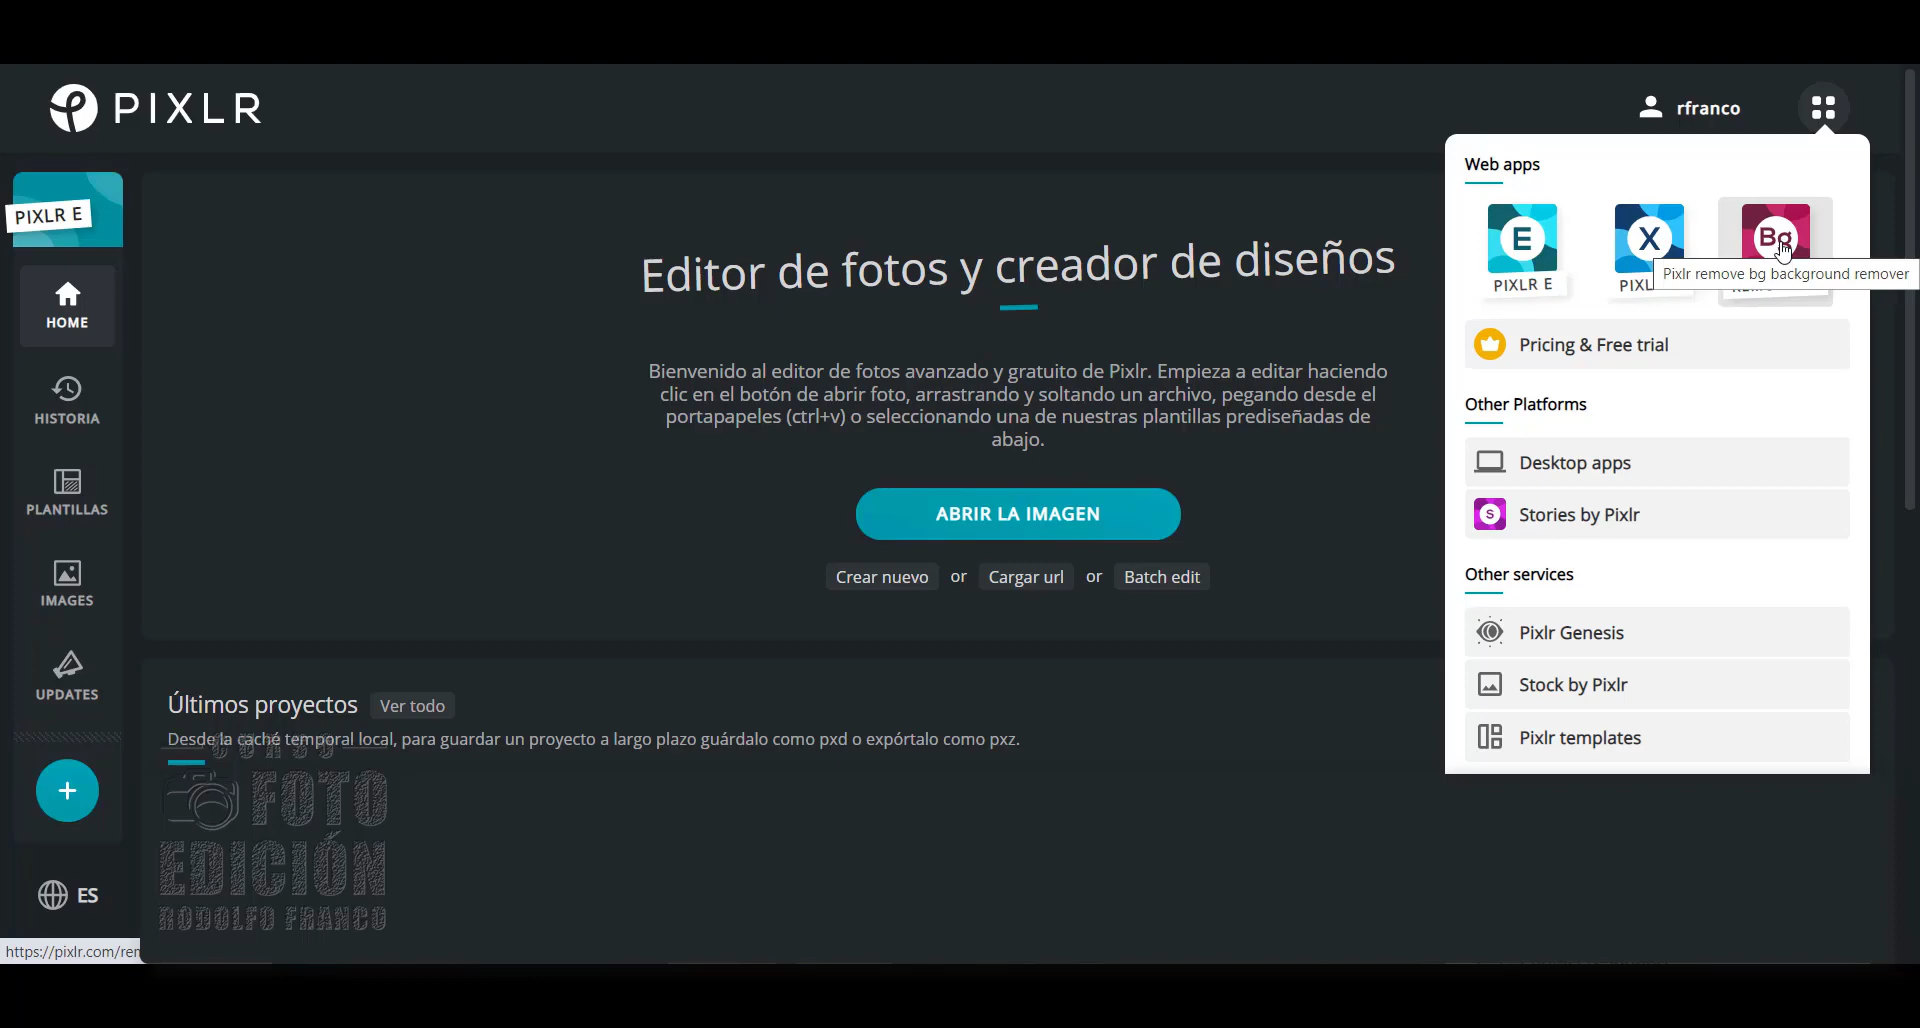 PIXLR
rfranco
PIXLR E
HOME
HISTORIA
PLANTILLAS
IMAGES
UPDATES
+
ES
https://pixlr.com/rem
Editor de fotos y creador de diseños
Bienvenido al editor de fotos avanzado y gratuito de Pixlr. Empieza a editar haciendo
clic en el botón de abrir foto, arrastrando y soltando un archivo, pegando desde el
portapapeles (ctrl+v) o seleccionando una de nuestras plantillas prediseñadas de
abajo.
ABRIR LA IMAGEN
Crear nuevo or Cargar url or Batch edit
Últimos proyectos Ver todo
Desde la caché temporal local, para guardar un proyecto a largo plazo guárdalo como pxd o expórtalo como pxz.
CURSO
FOTO
EDICIÓN
RODOLFO FRANCO
Web apps
E X Bg
PIXLR E
Pixlr remove bg background remover
Pricing & Free trial
Other Platforms
Desktop apps
S Stories by Pixlr
Other services
Pixlr Genesis
Stock by Pixlr
Pixlr templates